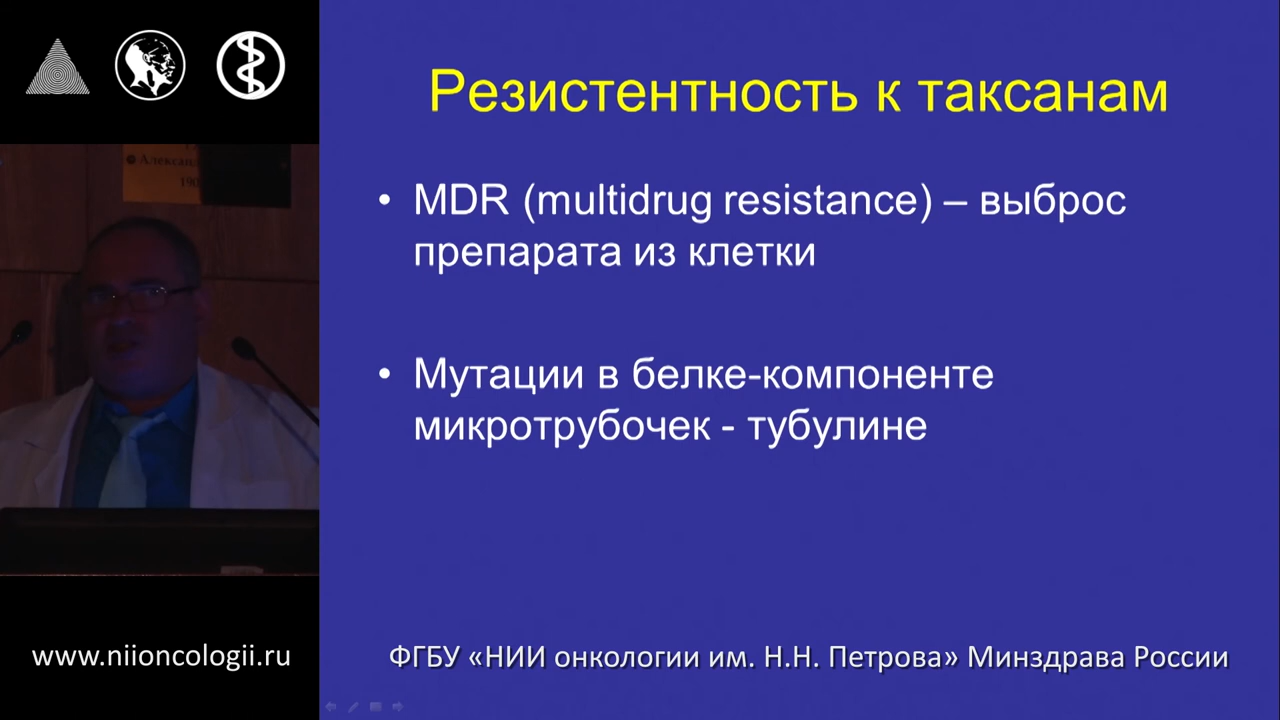 Резистентность к таксанам
• MDR (multidrug resistance) – выброс
препарата из клетки
• Мутации в белке-компоненте
микротрубочек - тубулине
www.niioncologii.ru
ФГБУ «НИИ онкологии им. Н.Н. Петрова» Минздрава России